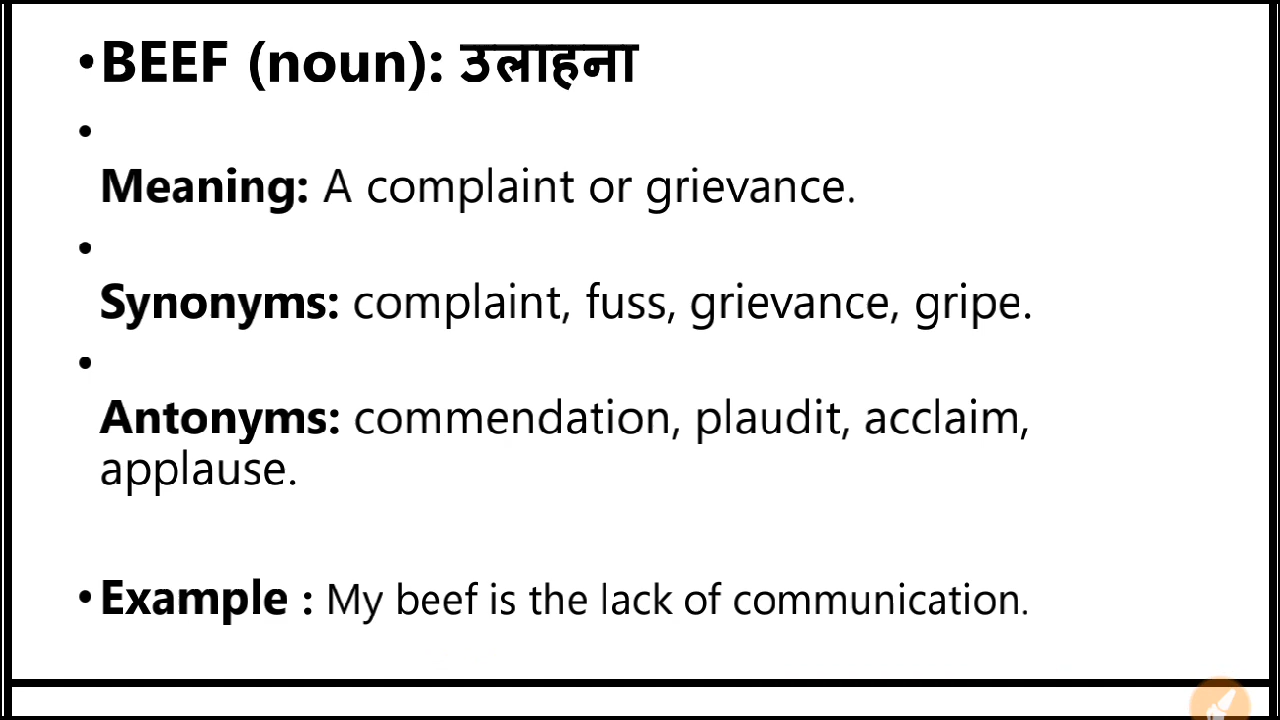 •BEEF (noun): उलाहना
•
Meaning: A complaint or grievance.
•
Synonyms: complaint, fuss, grievance, gripe.
•
Antonyms: commendation, plaudit, acclaim,
applause.
•Example : My beef is the lack of communication.